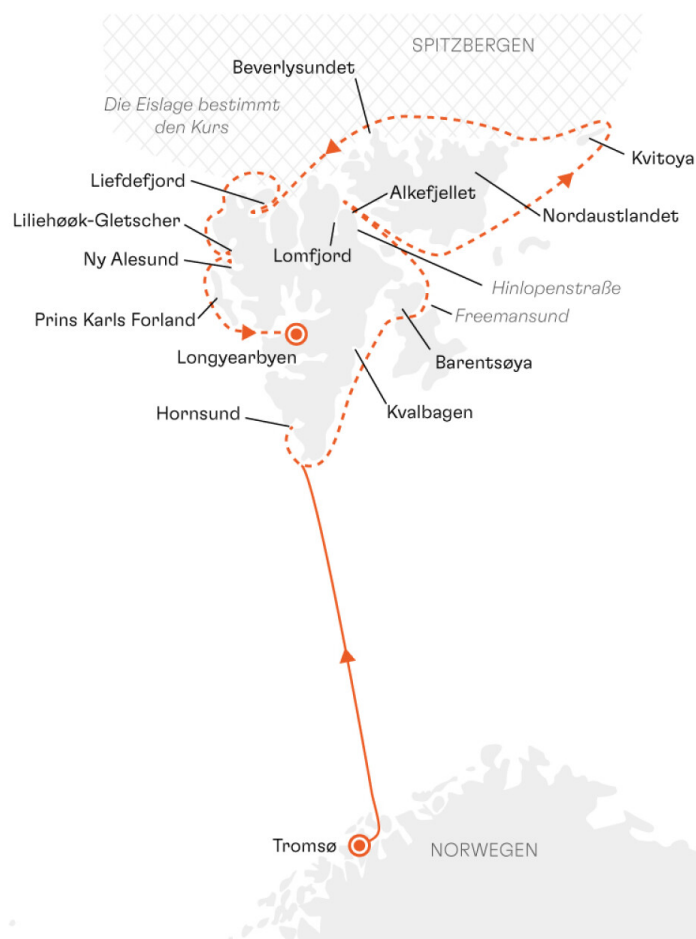 SPITZBERGEN
Beverlysundet
Die Eislage bestimmt
den Kurs
Kvitoya
Liefdefjord
Alkefjellet
Nordaustlandet
Liliehøøk-Gletscher
Ny Alesund
Lomfjord
Hinlopenstraße
Prins Karls Forland
Freemansund
Longyearbyen
Barentsøya
Hornsund
Kvalbagen
Tromsø
NORWEGEN